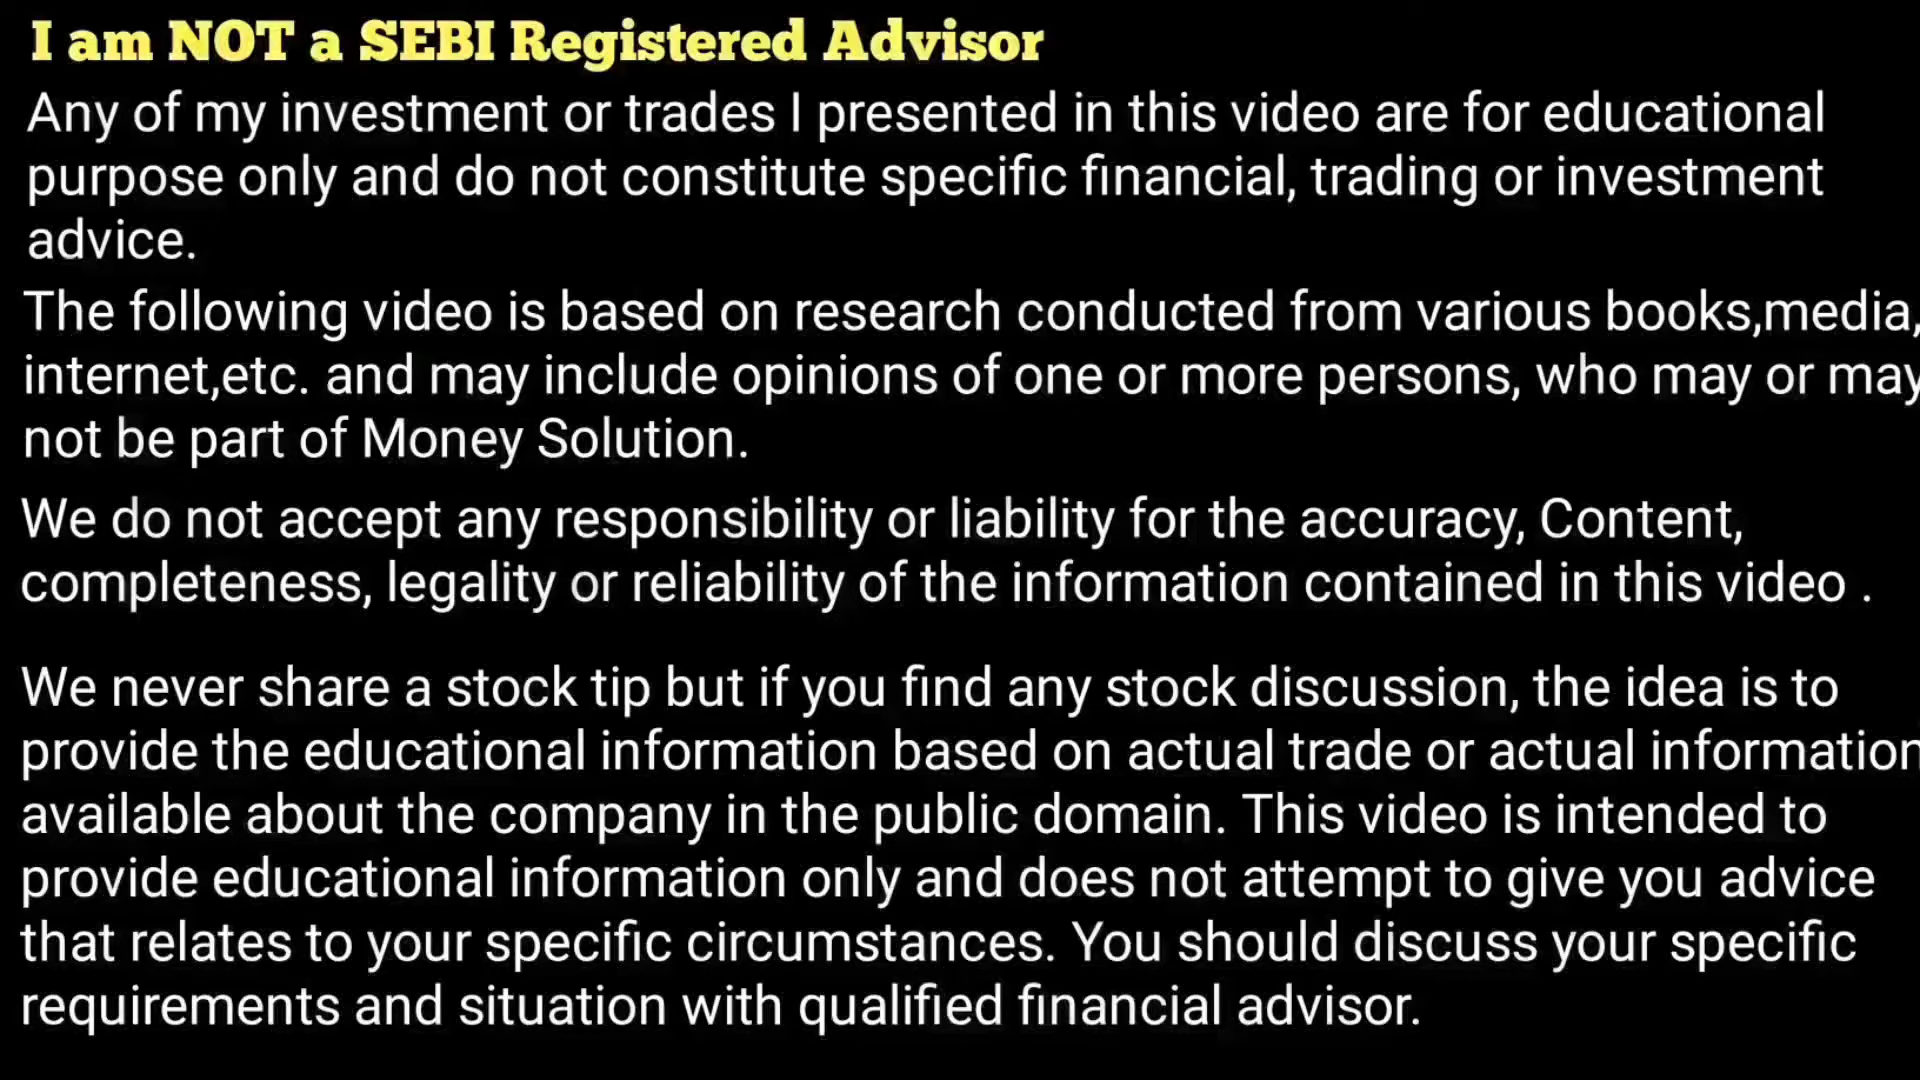 I am NOT a SEBI Registered Advisor
Any of my investment or trades I presented in this video are for educational
purpose only and do not constitute specific financial, trading or investment
advice.
The following video is based on research conducted from various books,media,
internet,etc. and may include opinions of one or more persons, who may or may
not be part of Money Solution.
We do not accept any responsibility or liability for the accuracy, Content,
completeness, legality or reliability of the information contained in this video .
We never share a stock tip but if you find any stock discussion, the idea is to
provide the educational information based on actual trade or actual information
available about the company in the public domain. This video is intended to
provide educational information only and does not attempt to give you advice
that relates to your specific circumstances. You should discuss your specific
requirements and situation with qualified financial advisor.